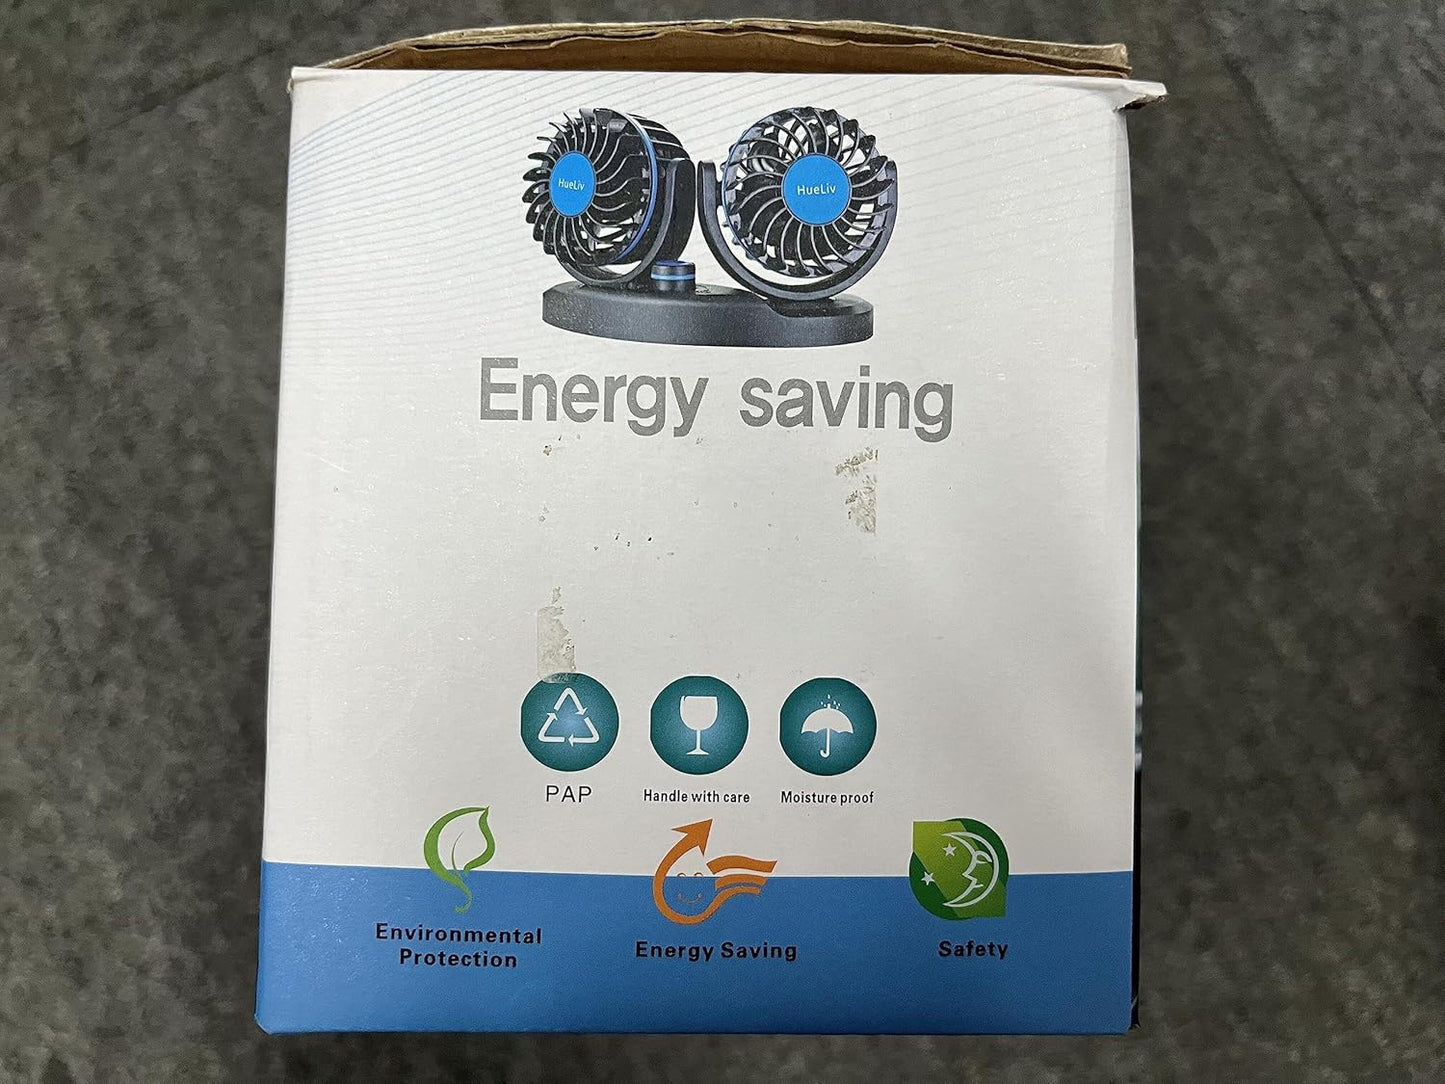 HueLiv
HueLiv
Energy saving
PAP
Handle with care
Moisture proof
Environmental
Protection
Energy Saving
Safety